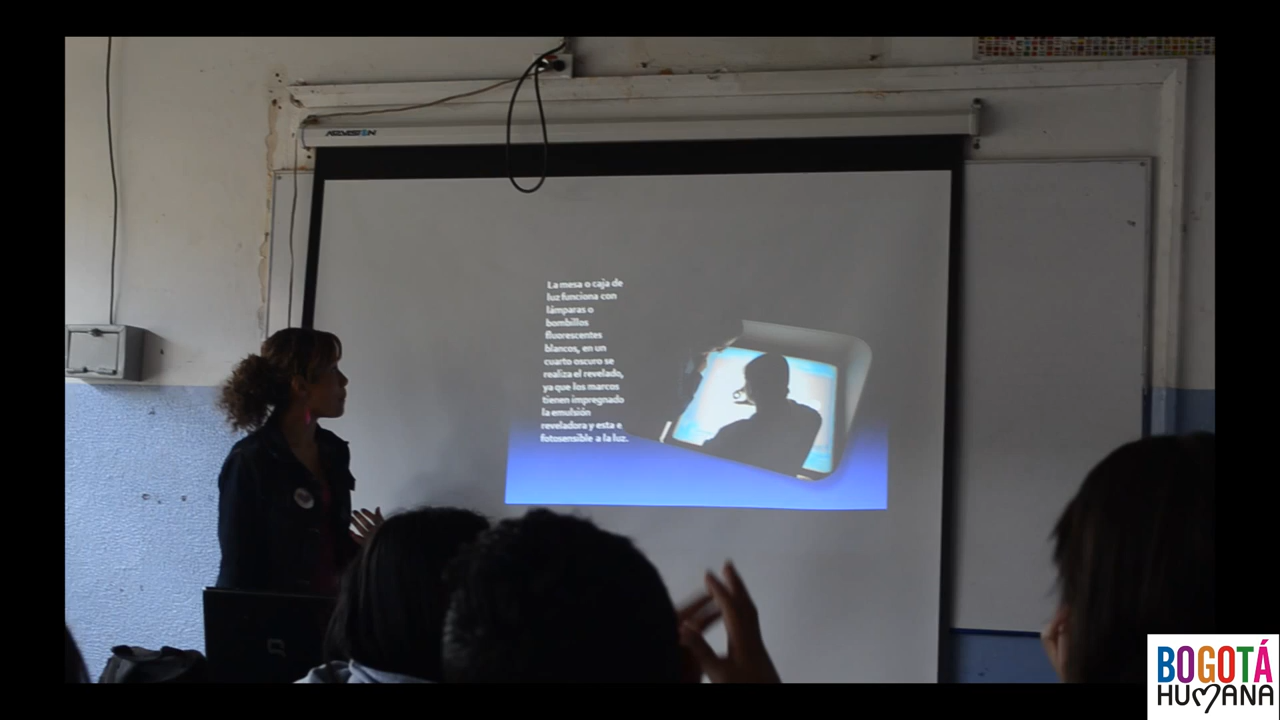 La mesa o caja de
luz funciona con
lámparas o
bombillos
fluorescentes
blancos, en un
cuarto oscuro se
realiza el revelado,
ya que los marcos
tienen impregnado
la emulsión
reveladora y esta e
fotosensible a la luz.
BOGOTÁ
HUMANA